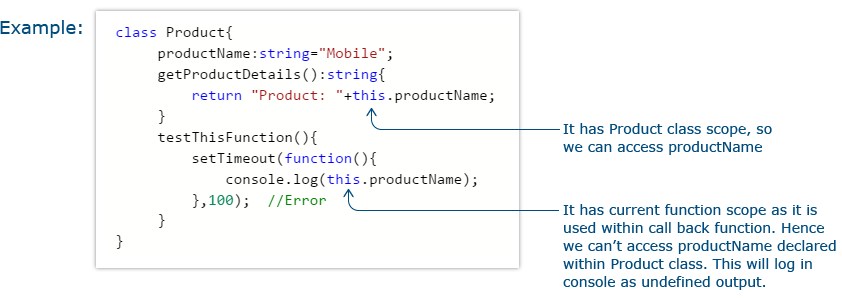 Example:
class Product{
productName:string="Mobile";
getProductDetails():string{
return "Product: "+this.productName;
}
testThisFunction(){
setTimeout(function(){
console.log(this.productName);
},100);  //Error
}
}
It has Product class scope, so
we can access productName
It has current function scope as it is
used within call back function. Hence
we can’t access productName declared
within Product class. This will log in
console as undefined output.